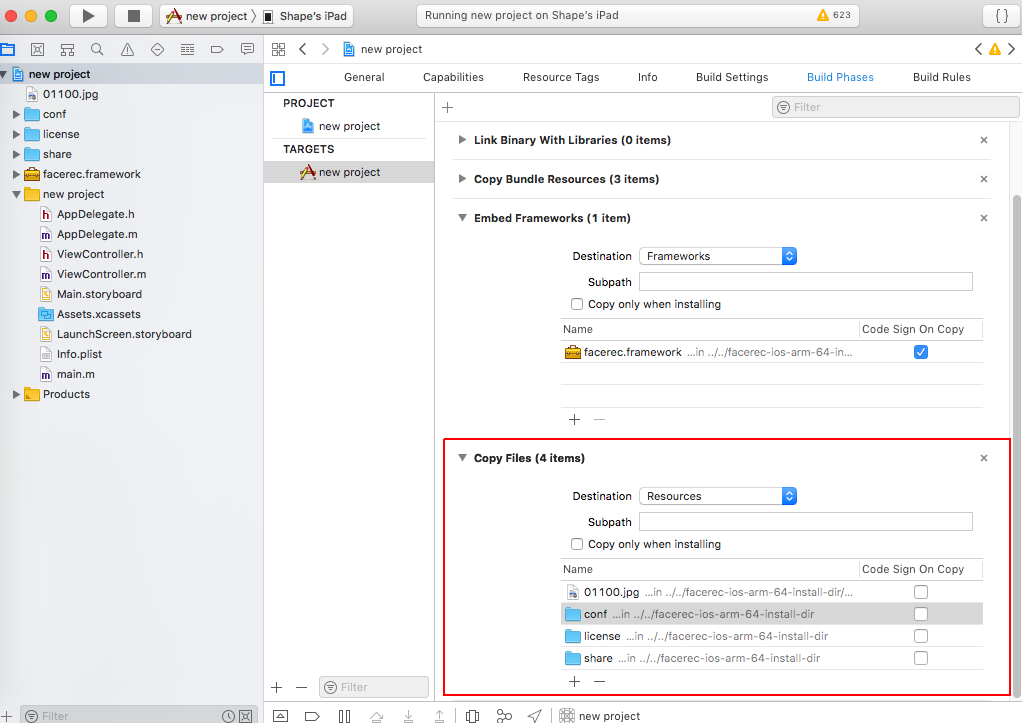 new project
Shape's iPad
Running new project on Shape's iPad
623
{ }
new project
new project
01100.jpg
conf
license
share
facerec.framework
new project
AppDelegate.h
AppDelegate.m
ViewController.h
ViewController.m
Main.storyboard
Assets.xcassets
LaunchScreen.storyboard
Info.plist
main.m
Products
Filter
General
Capabilities
Resource Tags
Info
Build Settings
Build Phases
Build Rules
PROJECT
new project
TARGETS
new project
Filter
Filter
Link Binary With Libraries (0 items)
Copy Bundle Resources (3 items)
Embed Frameworks (1 item)
Destination Frameworks
Subpath
Copy only when installing
Name Code Sign On Copy
facerec.framework ...in ../../facerec-ios-arm-64-in...
Copy Files (4 items)
Destination Resources
Subpath
Copy only when installing
Name Code Sign On Copy
01100.jpg ...in ../../facerec-ios-arm-64-install-dir/...
conf ...in ../../facerec-ios-arm-64-install-dir
license ...in ../../facerec-ios-arm-64-install-dir
share ...in ../../facerec-ios-arm-64-install-dir
new project